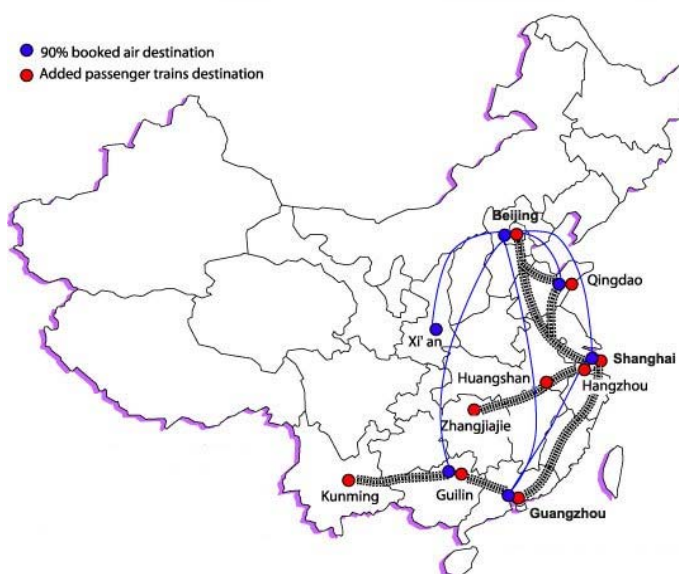 90% booked air destination
Added passenger trains destination
Beijing
Qingdao
Xi' an
Shanghai
Huangshan
Hangzhou
Zhangjiajie
Kunming
Guilin
Guangzhou